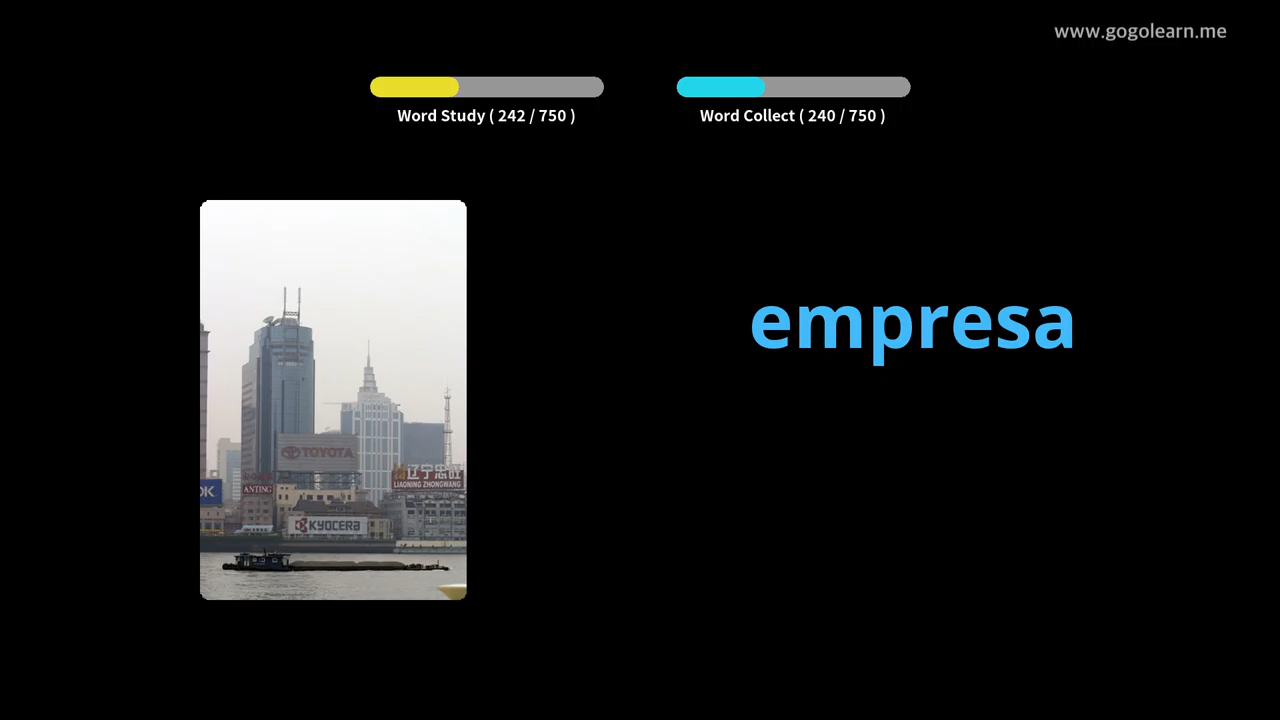 www.gogolearn.me
Word Study ( 242 / 750 )
Word Collect ( 240 / 750 )
empresa
TOYOTA
辽宁忠旺
LIAONING ZHONGWANG
OK
ANTING
KYOCERA